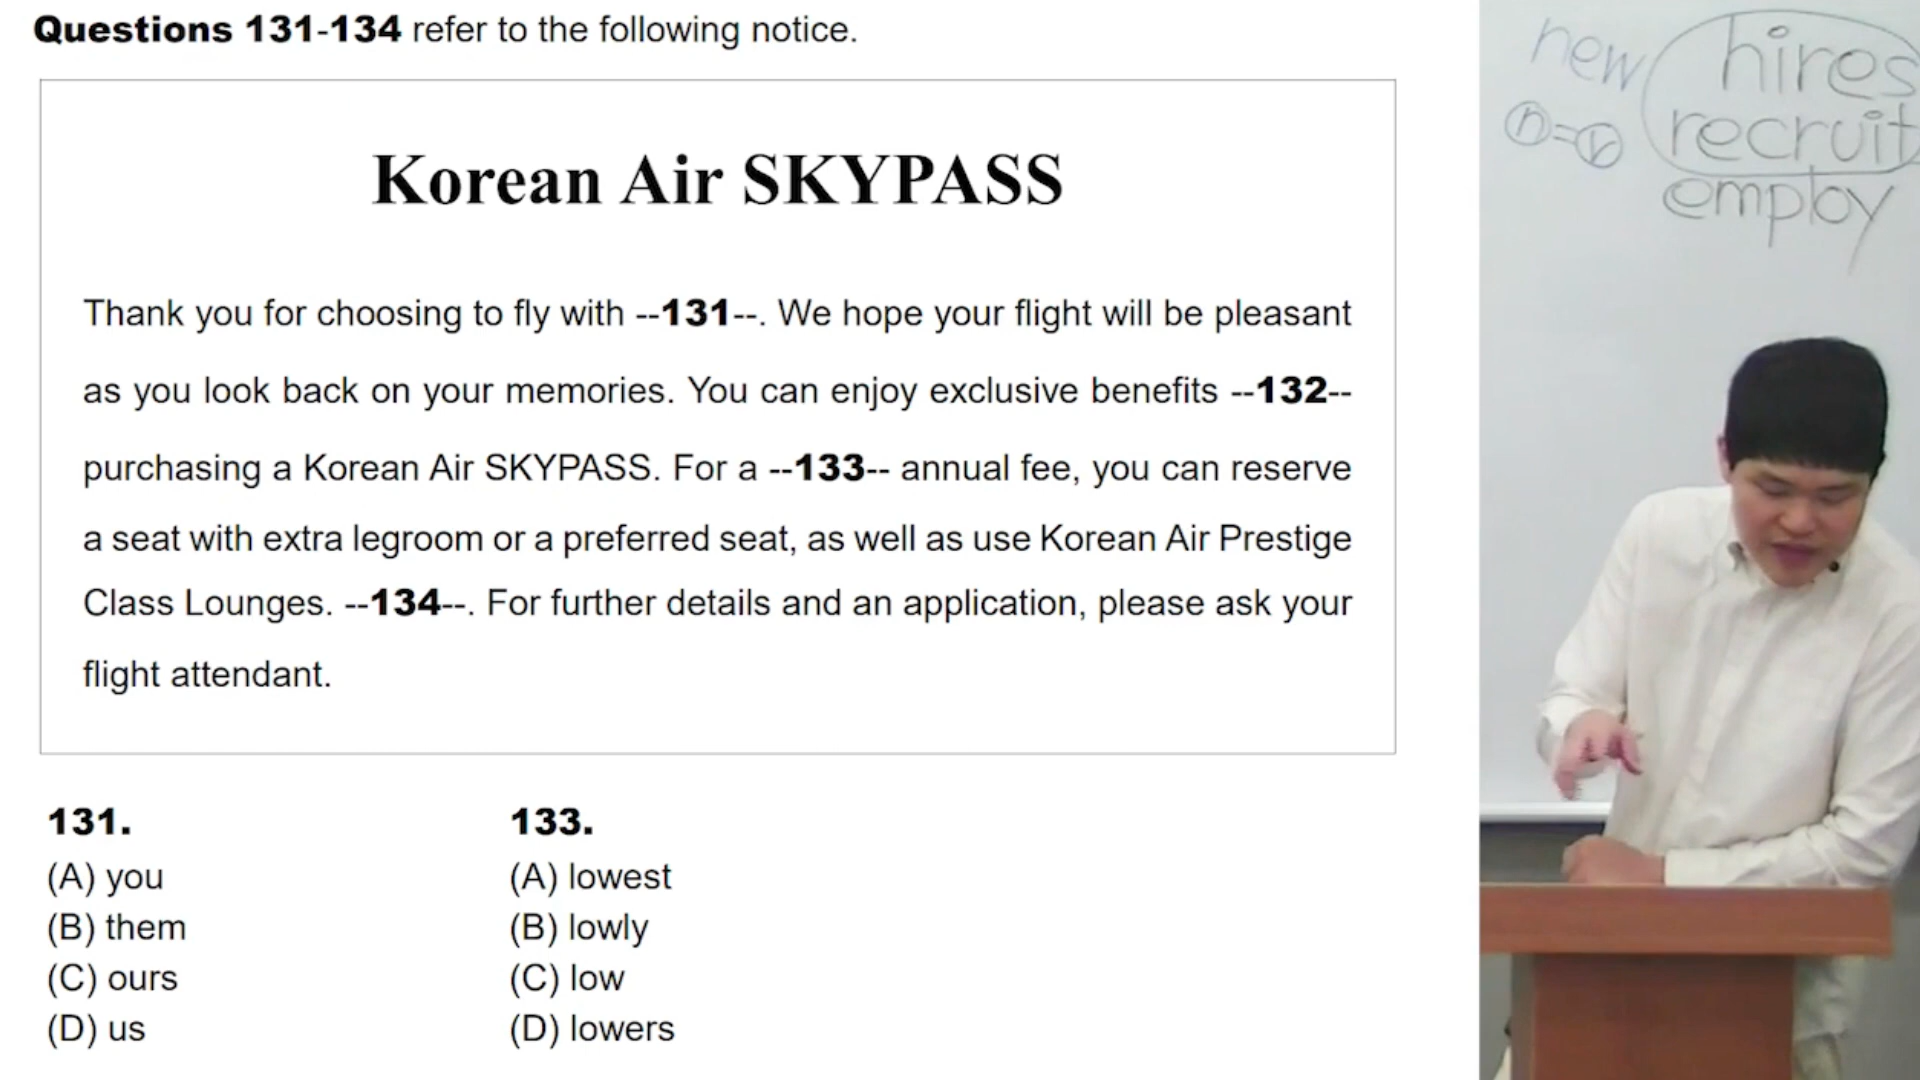 Questions 131-134 refer to the following notice.
Korean Air SKYPASS
Thank you for choosing to fly with --131--. We hope your flight will be pleasant
as you look back on your memories. You can enjoy exclusive benefits --132--
purchasing a Korean Air SKYPASS. For a --133-- annual fee, you can reserve
a seat with extra legroom or a preferred seat, as well as use Korean Air Prestige
Class Lounges. --134--. For further details and an application, please ask your
flight attendant.
131.
(A) you
(B) them
(C) ours
(D) us
133.
(A) lowest
(B) lowly
(C) low
(D) lowers
new hires
n=v recruit
employ